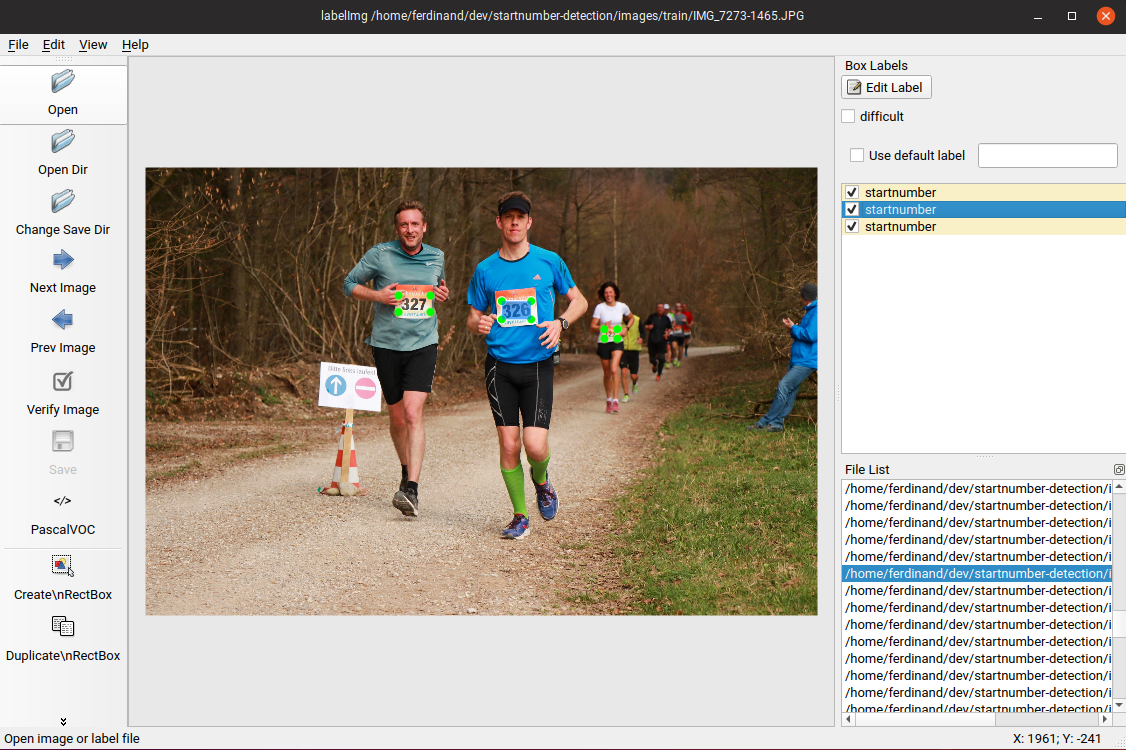 labelImg /home/ferdinand/dev/startnumber-detection/images/train/IMG_7273-1465.JPG
File Edit View Help
Open
Open Dir
Change Save Dir
Next Image
Prev Image
Verify Image
Save
</>
PascalVOC
Create\nRectBox
Duplicate\nRectBox
Bitte links laufen!
327
326
Box Labels
Edit Label
difficult
Use default label
startnumber
startnumber
startnumber
File List
/home/ferdinand/dev/startnumber-detection/i
/home/ferdinand/dev/startnumber-detection/i
/home/ferdinand/dev/startnumber-detection/i
/home/ferdinand/dev/startnumber-detection/i
/home/ferdinand/dev/startnumber-detection/i
/home/ferdinand/dev/startnumber-detection/i
/home/ferdinand/dev/startnumber-detection/i
/home/ferdinand/dev/startnumber-detection/i
/home/ferdinand/dev/startnumber-detection/i
/home/ferdinand/dev/startnumber-detection/i
/home/ferdinand/dev/startnumber-detection/i
/home/ferdinand/dev/startnumber-detection/i
/home/ferdinand/dev/startnumber-detection/i
/home/ferdinand/dev/startnumber-detection/i
Open image or label file
X: 1961; Y: -241